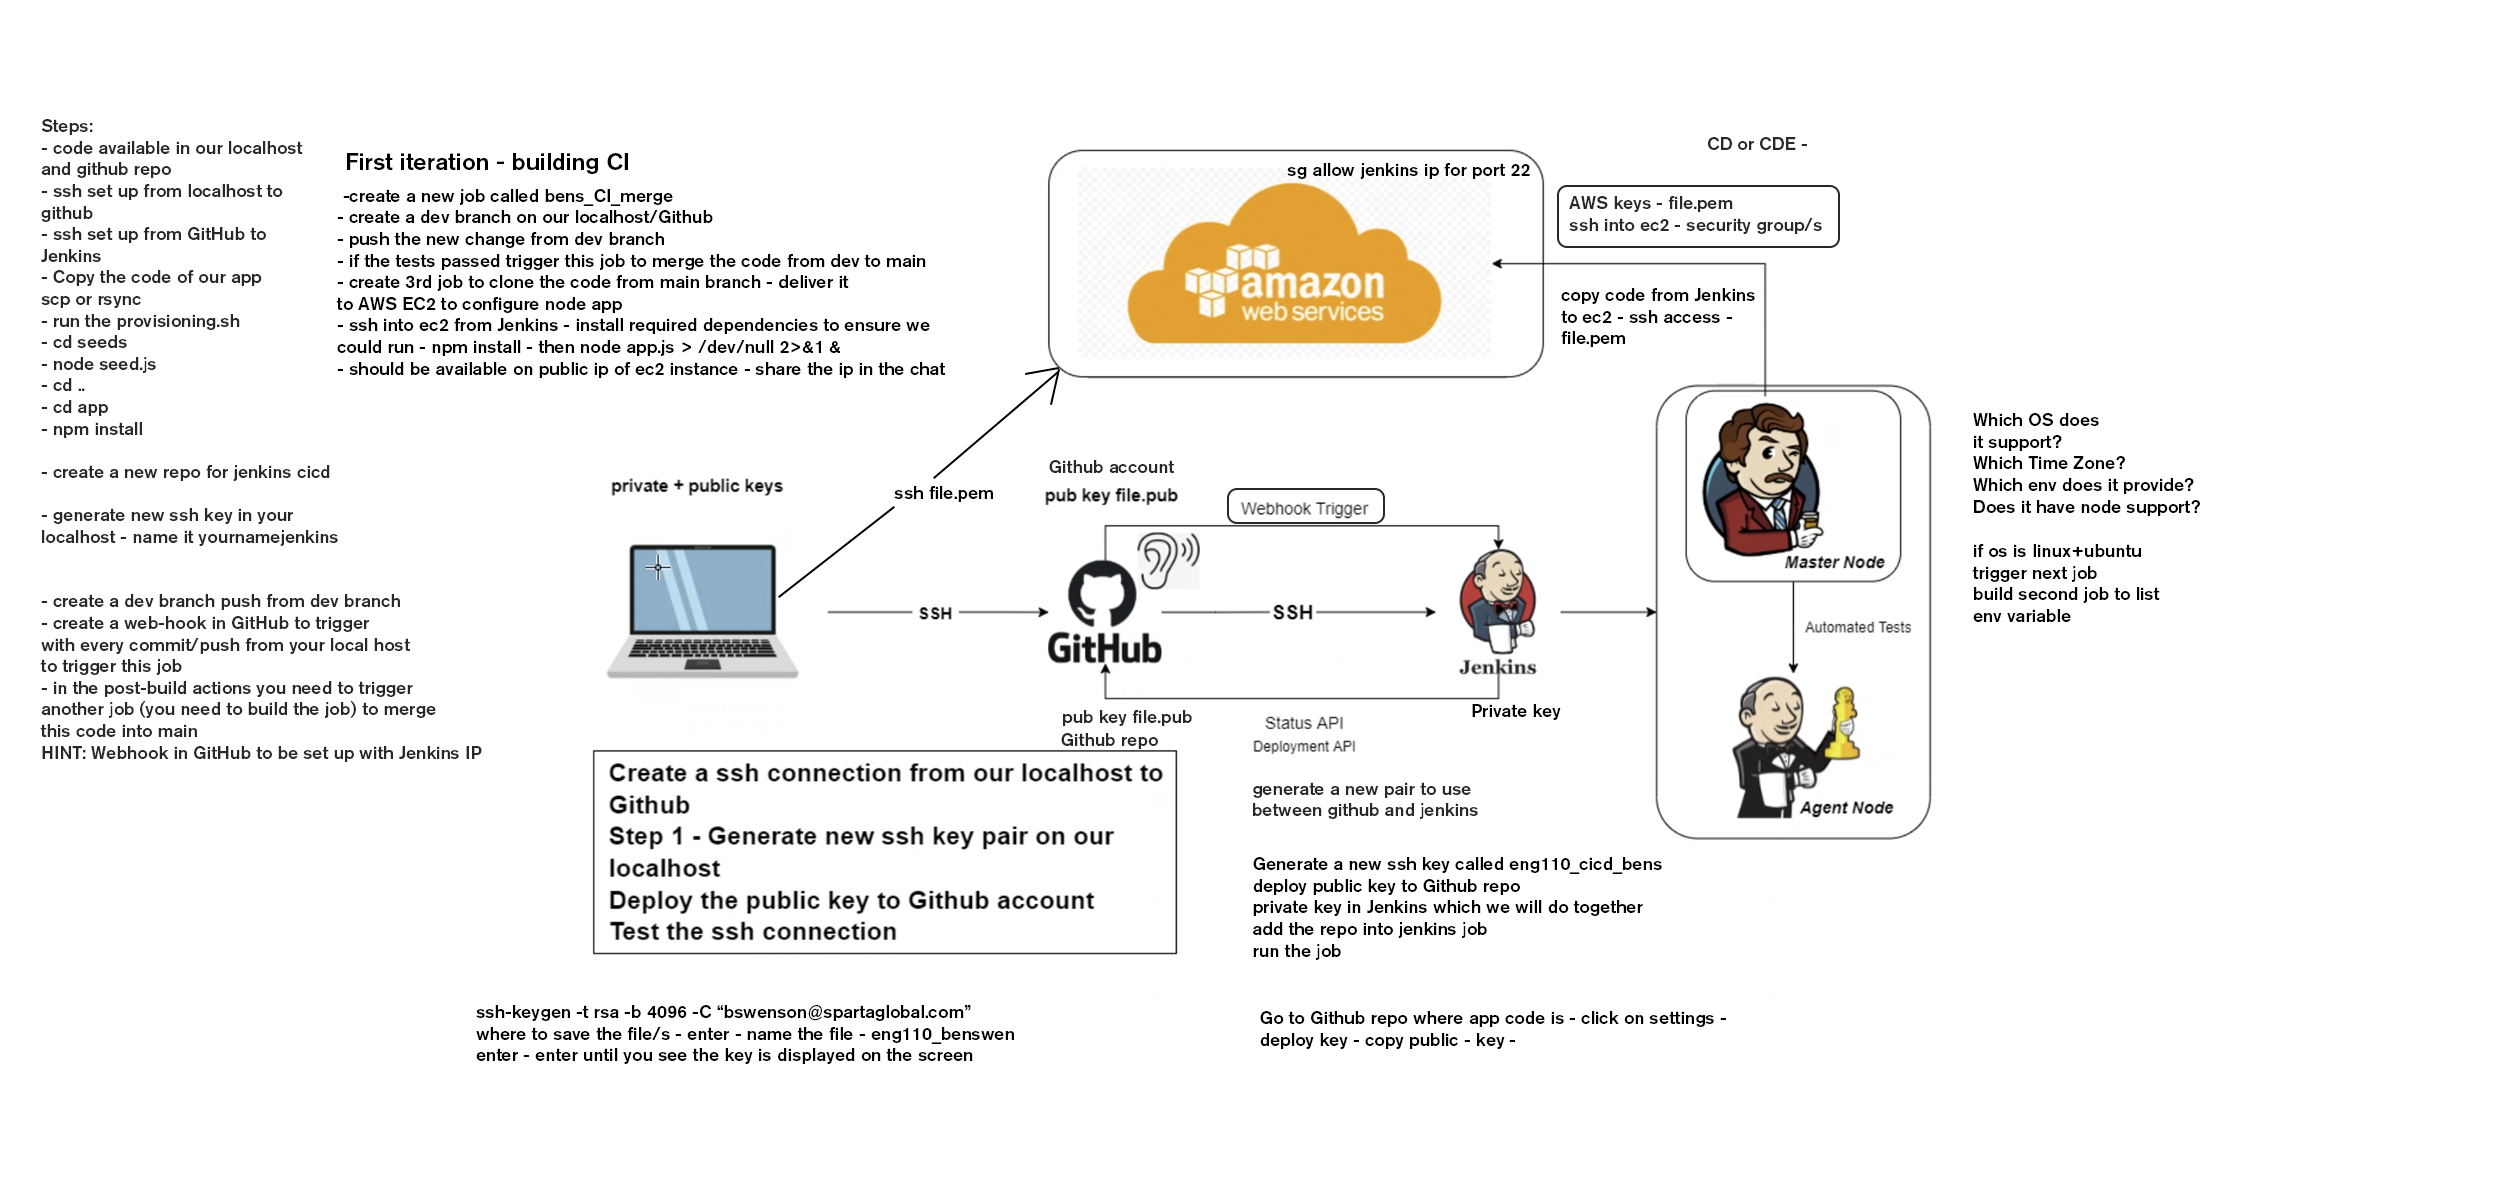 Steps:
- code available in our localhost
and github repo
- ssh set up from localhost to
github
- ssh set up from GitHub to
Jenkins
- Copy the code of our app
scp or rsync
- run the provisioning.sh
- cd seeds
- node seed.js
- cd ..
- cd app
- npm install
- create a new repo for jenkins cicd
- generate new ssh key in your
localhost - name it yournamejenkins
- create a dev branch push from dev branch
- create a web-hook in GitHub to trigger
with every commit/push from your local host
to trigger this job
- in the post-build actions you need to trigger
another job (you need to build the job) to merge
this code into main
HINT: Webhook in GitHub to be set up with Jenkins IP
First iteration - building CI
-create a new job called bens_CI_merge
- create a dev branch on our localhost/Github
- push the new change from dev branch
- if the tests passed trigger this job to merge the code from dev to main
- create 3rd job to clone the code from main branch - deliver it
to AWS EC2 to configure node app
- ssh into ec2 from Jenkins - install required dependencies to ensure we
could run - npm install - then node app.js > /dev/null 2>&1 &
- should be available on public ip of ec2 instance - share the ip in the chat
sg allow jenkins ip for port 22
amazon
web services
CD or CDE -
AWS keys - file.pem
ssh into ec2 - security group/s
copy code from Jenkins
to ec2 - ssh access -
file.pem
private + public keys
ssh file.pem
Github account
pub key file.pub
Webhook Trigger
SSH
GitHub
SSH
Jenkins
Master Node
Automated Tests
Agent Node
Which OS does
it support?
Which Time Zone?
Which env does it provide?
Does it have node support?
if os is linux+ubuntu
trigger next job
build second job to list
env variable
pub key file.pub
Github repo
Status API
Deployment API
Private key
generate a new pair to use
between github and jenkins
Create a ssh connection from our localhost to
Github
Step 1 - Generate new ssh key pair on our
localhost
Deploy the public key to Github account
Test the ssh connection
Generate a new ssh key called eng110_cicd_bens
deploy public key to Github repo
private key in Jenkins which we will do together
add the repo into jenkins job
run the job
ssh-keygen -t rsa -b 4096 -C “bswenson@spartaglobal.com”
where to save the file/s - enter - name the file - eng110_benswen
enter - enter until you see the key is displayed on the screen
Go to Github repo where app code is - click on settings -
deploy key - copy public - key -